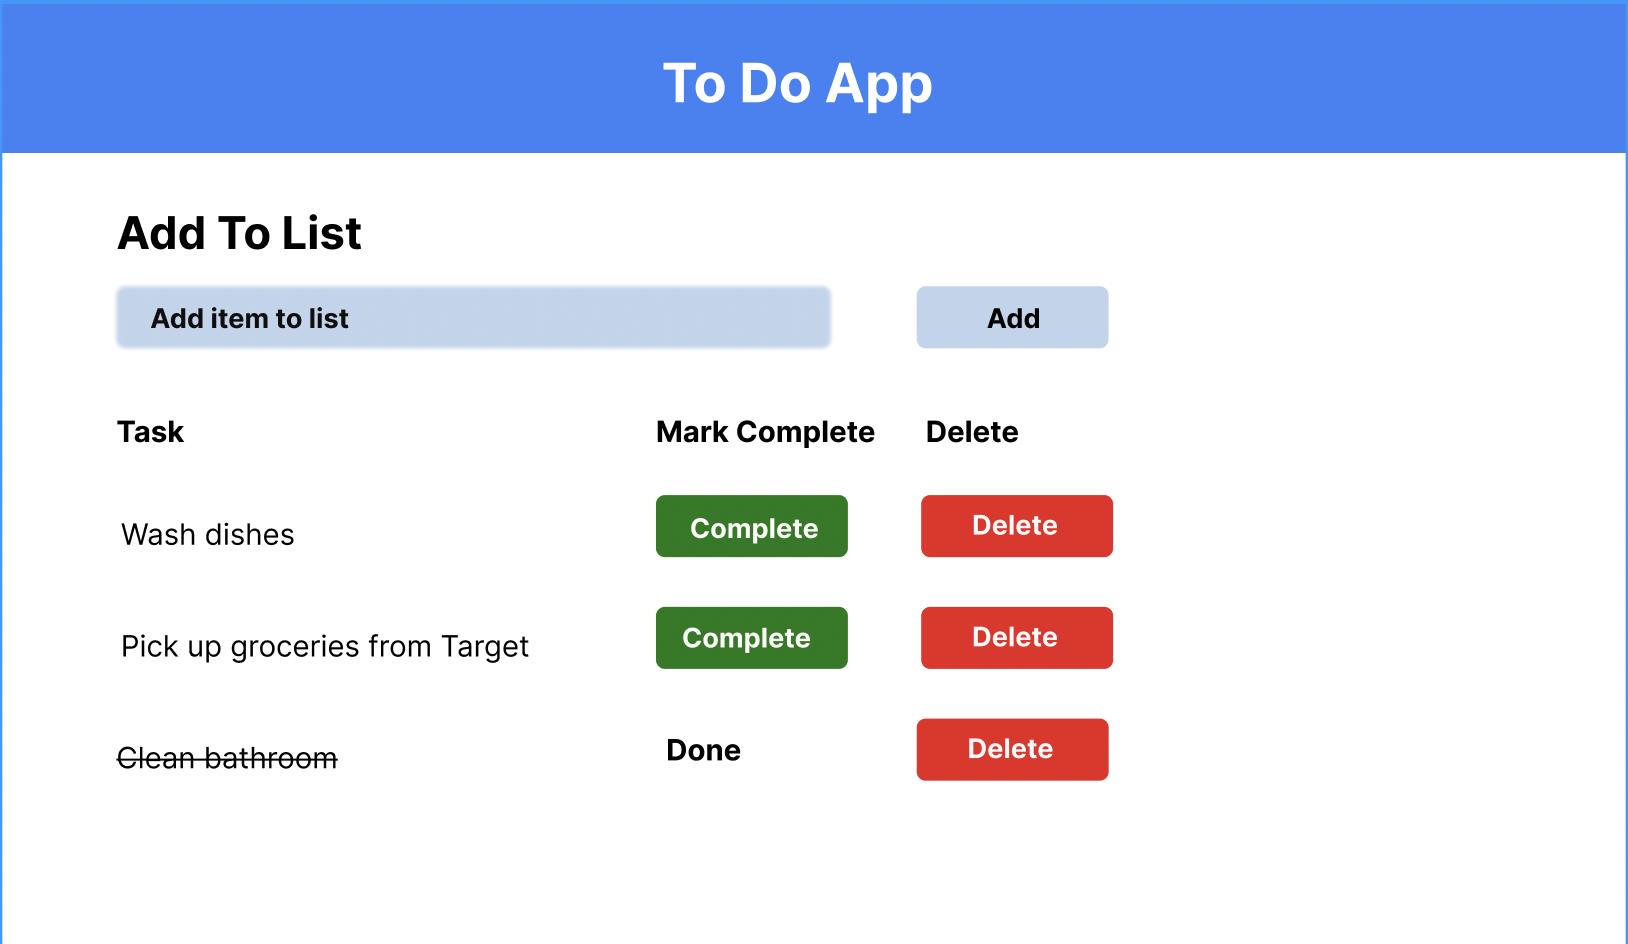 To Do App
Add To List
Add item to list Add
Task Mark Complete Delete
Wash dishes Complete Delete
Pick up groceries from Target Complete Delete
Clean bathroom Done Delete